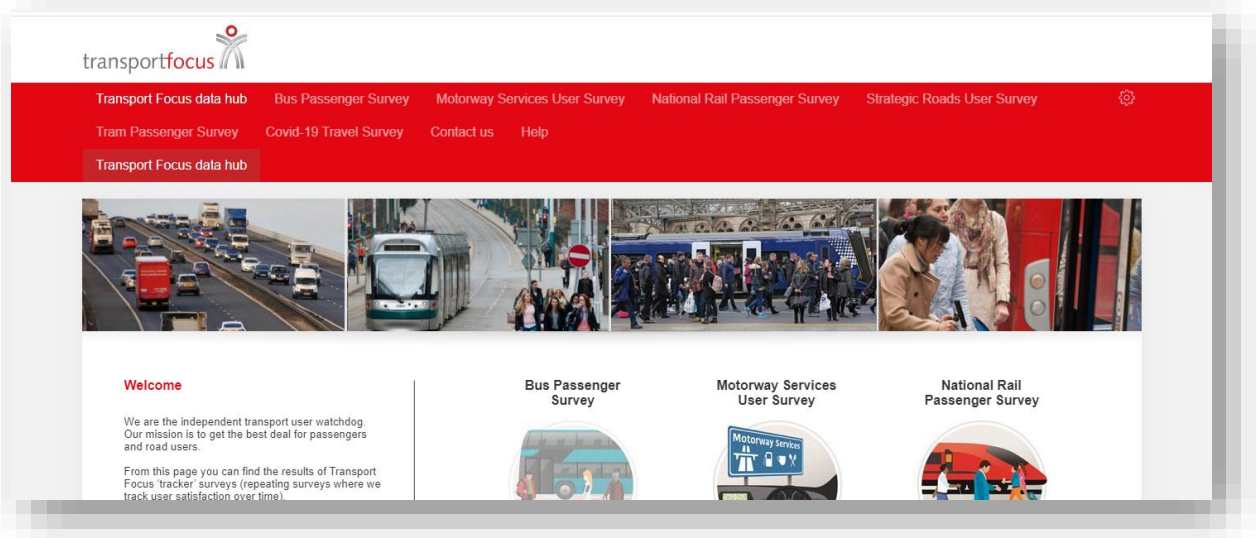 transportfocus
Transport Focus data hub Bus Passenger Survey Motorway Services User Survey National Rail Passenger Survey Strategic Roads User Survey
Tram Passenger Survey Covid-19 Travel Survey Contact us Help
Transport Focus data hub
Welcome
We are the independent transport user watchdog.
Our mission is to get the best deal for passengers
and road users.
From this page you can find the results of Transport
Focus 'tracker' surveys (repeating surveys where we
track user satisfaction over time).
Bus Passenger
Survey
Motorway Services
User Survey
Motorway Services
National Rail
Passenger Survey